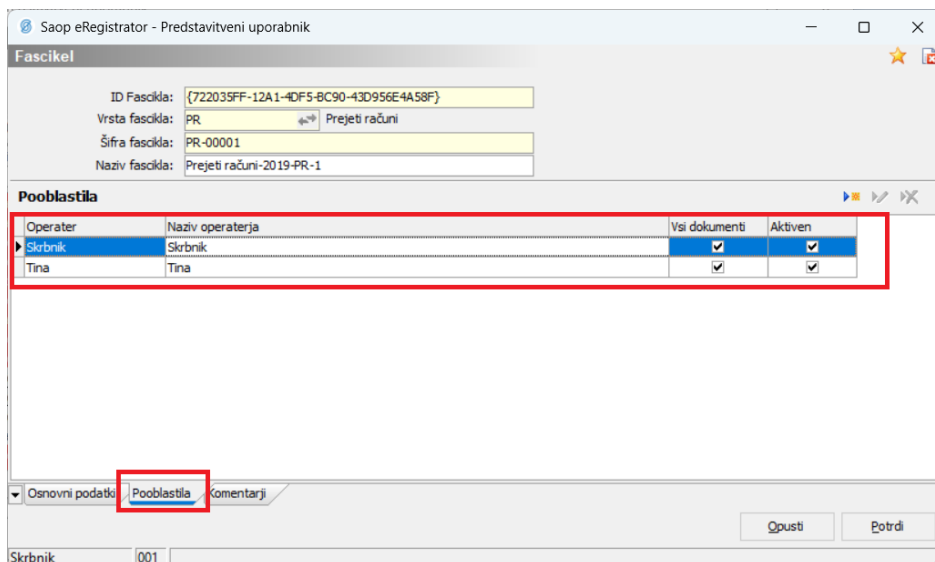 Saop eRegistrator - Predstavitveni uporabnik
Fascikel
ID Fascikla: {722035FF-12A1-4DF5-BC90-43D956E4A58F}
Vrsta fascikla: PR Prejeti računi
Šifra fascikla: PR-00001
Naziv fascikla: Prejeti računi-2019-PR-1
Pooblastila
Operater Naziv operaterja Vsi dokumenti Aktiven
Skrbnik Skrbnik
Tina Tina
Osnovni podatki Pooblastila Komentarji
Opusti Potrdi
Skrbnik 001